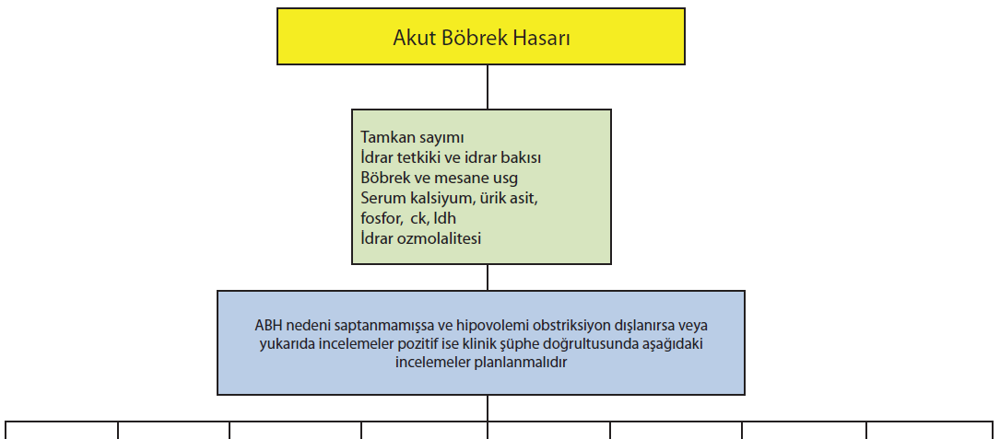 Akut Böbrek Hasarı
Tamkan sayımı
İdrar tetkiki ve idrar bakısı
Böbrek ve mesane usg
Serum kalsiyum, ürik asit,
fosfor, ck, ldh
İdrar ozmolalitesi
ABH nedeni saptanmamışsa ve hipovolemi obstriksiyon dışlanırsa veya
yukarıda incelemeler pozitif ise klinik şüphe doğrultusunda aşağıdaki
incelemeler planlanmalıdır